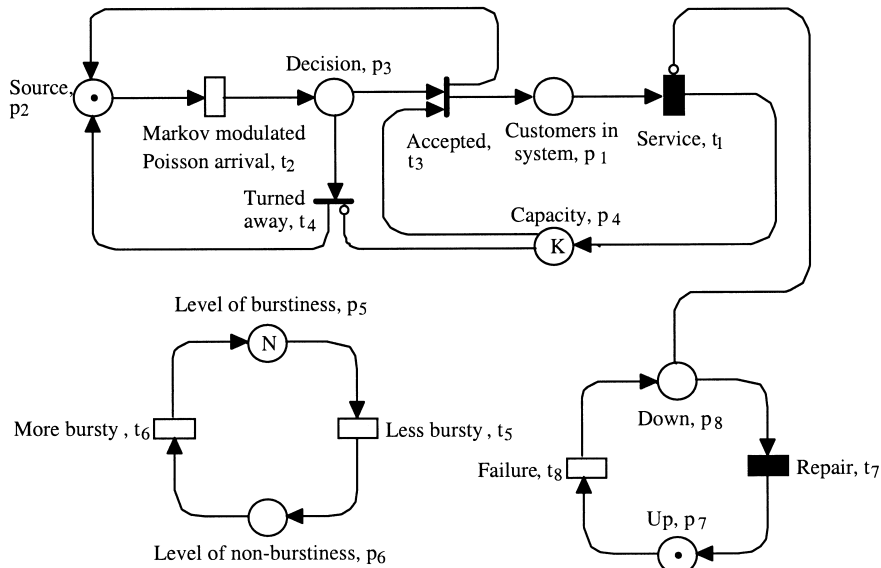 Decision, p3
Source,
p2
Markov modulated
Poisson arrival, t2
Accepted,
t3
Customers in
system, p 1
Service, t1
Turned
away, t4
Capacity, p 4
K
Level of burstiness, p5
N
More bursty , t6
Less bursty , t5
Level of non-burstiness, p6
Down, p8
Failure, t8
Repair, t7
Up, p7